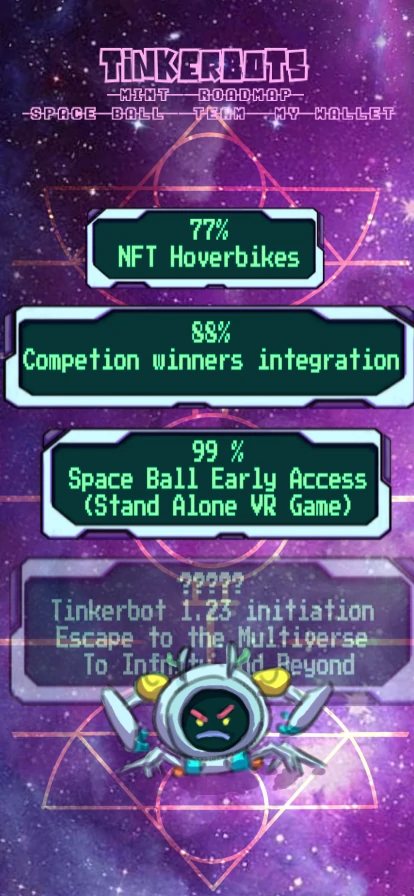 TiNKERBOTS
MINT ROADMAP
SPACE BALL TEAM MY WALLET
77%
NFT Hoverbikes
88%
Competion winners integration
99 %
Space Ball Early Access
(Stand Alone VR Game)
?????
Tinkerbot 1.23 initiation
Escape to the Multiverse
To Infinity And Beyond